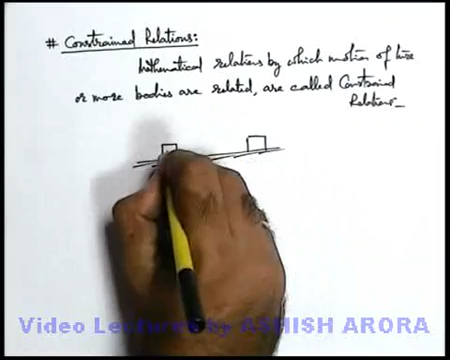 # Constrained Relations:
Mathematical relations by which motion of two
or more bodies are related, are called Constrained
Relations
Video Lectures by ASHISH ARORA